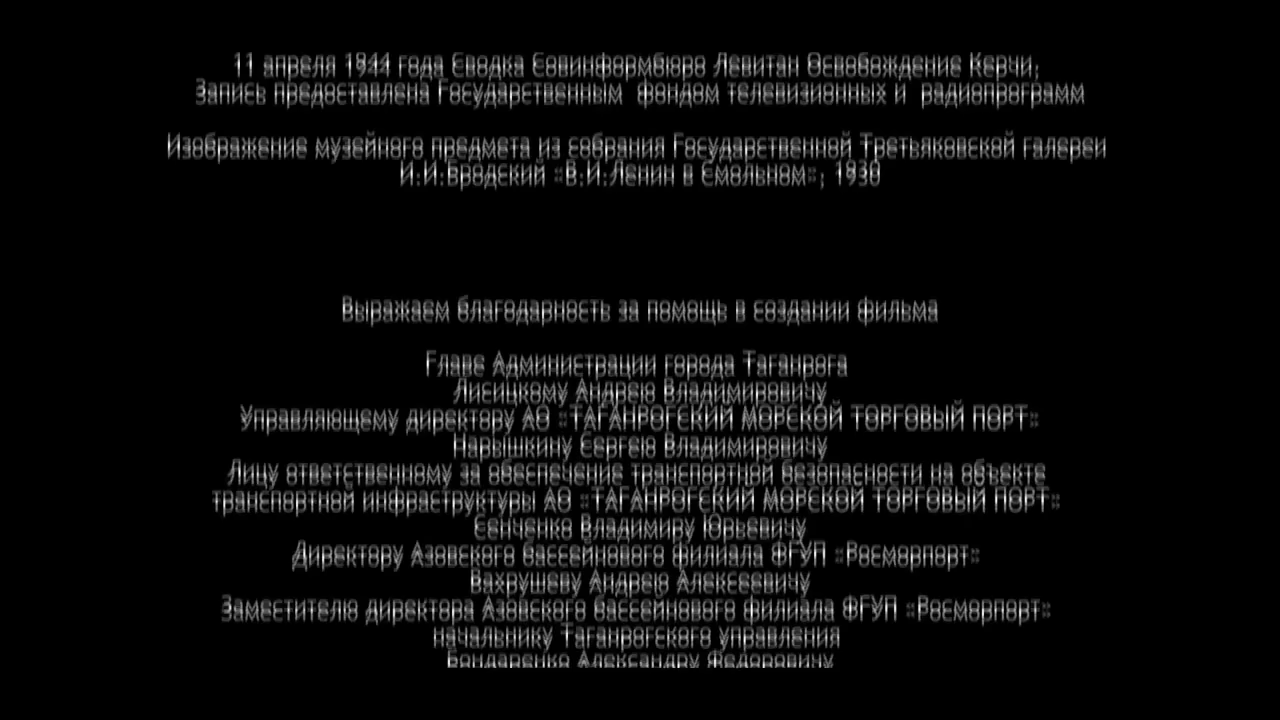 11 апреля 1944 года Сводка Совинформбюро Левитан Освобождение Керчи;
Запись предоставлена Государственным фондом телевизионных и радиопрограмм
Изображение музейного предмета из собрания Государственной Третьяковской галереи
И.И.Бродский «В.И.Ленин в Смольном», 1930
Выражаем благодарность за помощь в создании фильма
Главе Администрации города Таганрога
Лисицкому Андрею Владимировичу
Управляющему директору АО «ТАГАНРОГСКИЙ МОРСКОЙ ТОРГОВЫЙ ПОРТ»
Нарышкину Сергею Владимировичу
Лицу ответственному за обеспечение транспортной безопасности на объекте
транспортной инфраструктуры АО «ТАГАНРОГСКИЙ МОРСКОЙ ТОРГОВЫЙ ПОРТ»
Сенченко Владимиру Юрьевичу
Директору Азовского бассейнового филиала ФГУП «Росморпорт»
Вахрушеву Андрею Алексеевичу
Заместителю директора Азовского бассейнового филиала ФГУП «Росморпорт»
начальнику Таганрогского управления
Бондаренко Александру Федоровичу